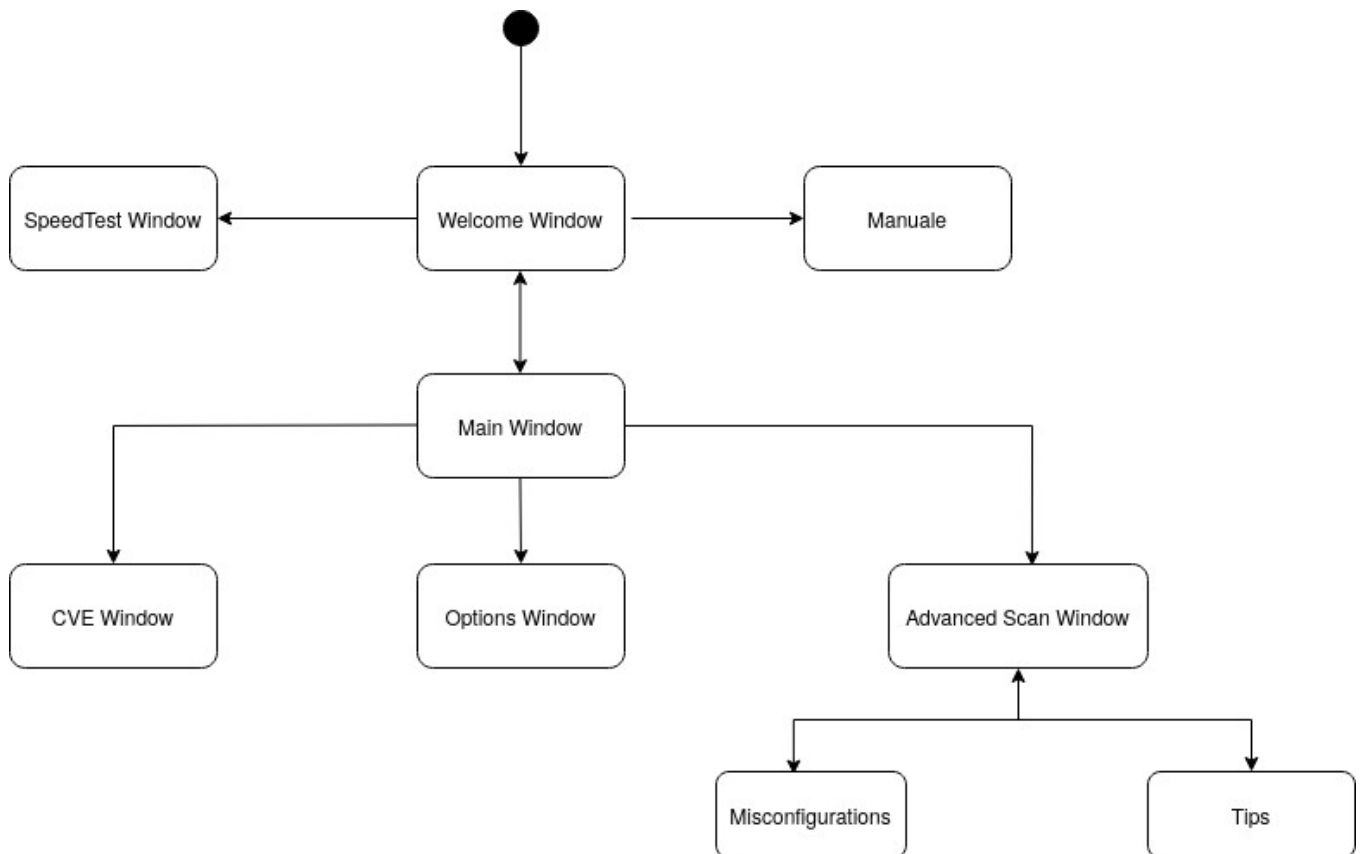 SpeedTest Window
Welcome Window
Manuale
Main Window
CVE Window
Options Window
Advanced Scan Window
Misconfigurations
Tips